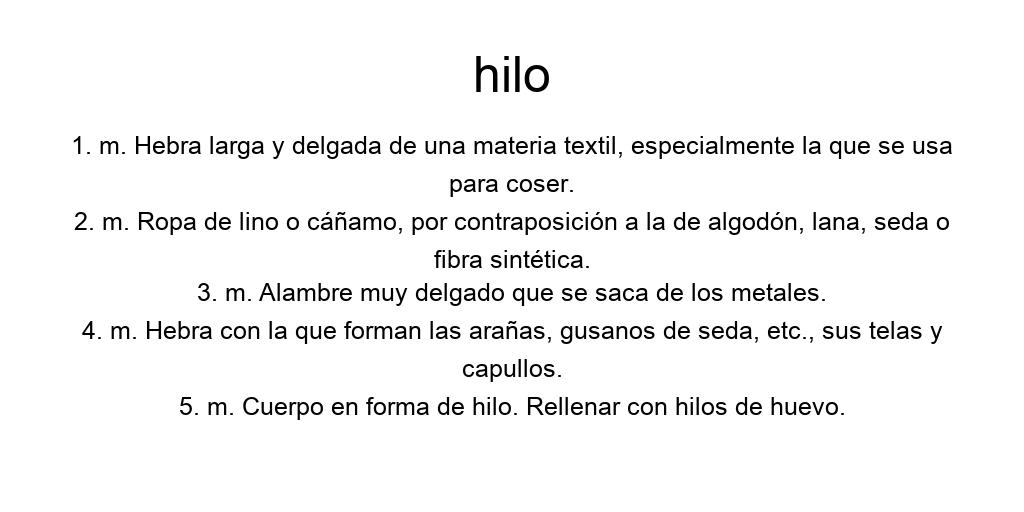 hilo
1. m. Hebra larga y delgada de una materia textil, especialmente la que se usa
para coser.
2. m. Ropa de lino o cáñamo, por contraposición a la de algodón, lana, seda o
fibra sintética.
3. m. Alambre muy delgado que se saca de los metales.
4. m. Hebra con la que forman las arañas, gusanos de seda, etc., sus telas y
capullos.
5. m. Cuerpo en forma de hilo. Rellenar con hilos de huevo.